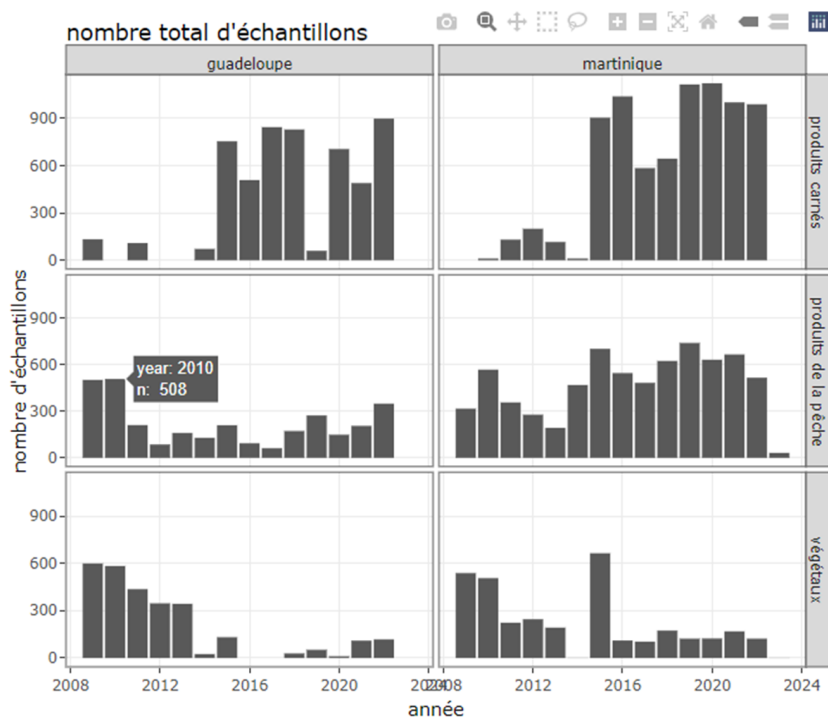 nombre total d'échantillons
guadeloupe
martinique
900
600
300
0
produits carnés
nombre d'échantillons
900
600
300
0
year: 2010
n: 508
produits de la pêche
900
600
300
0
végétaux
2008
2012
2016
2020
2024
2008
2012
2016
2020
2024
année